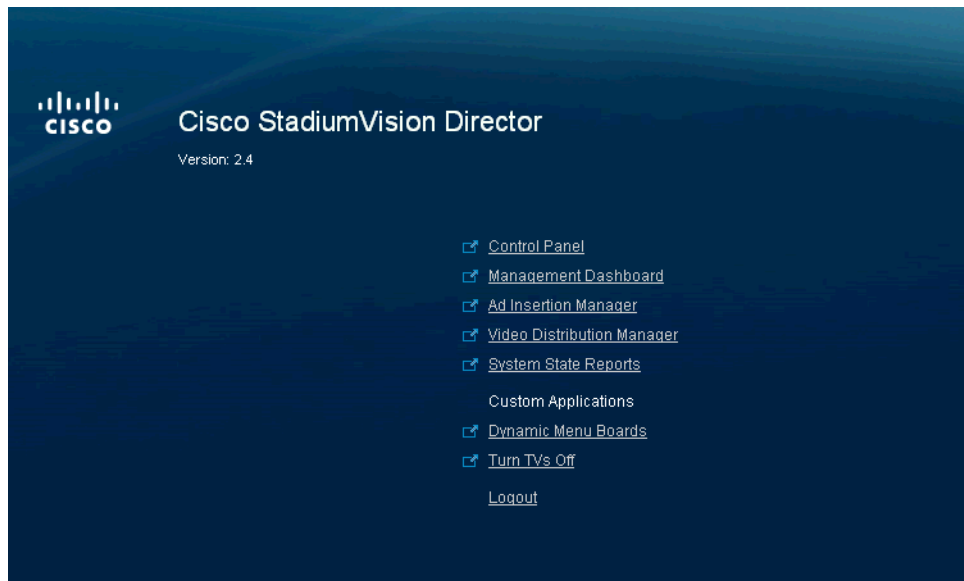 CISCO
Cisco StadiumVision Director
Version: 2.4
Control Panel
Management Dashboard
Ad Insertion Manager
Video Distribution Manager
System State Reports
Custom Applications
Dynamic Menu Boards
Turn TVs Off
Logout